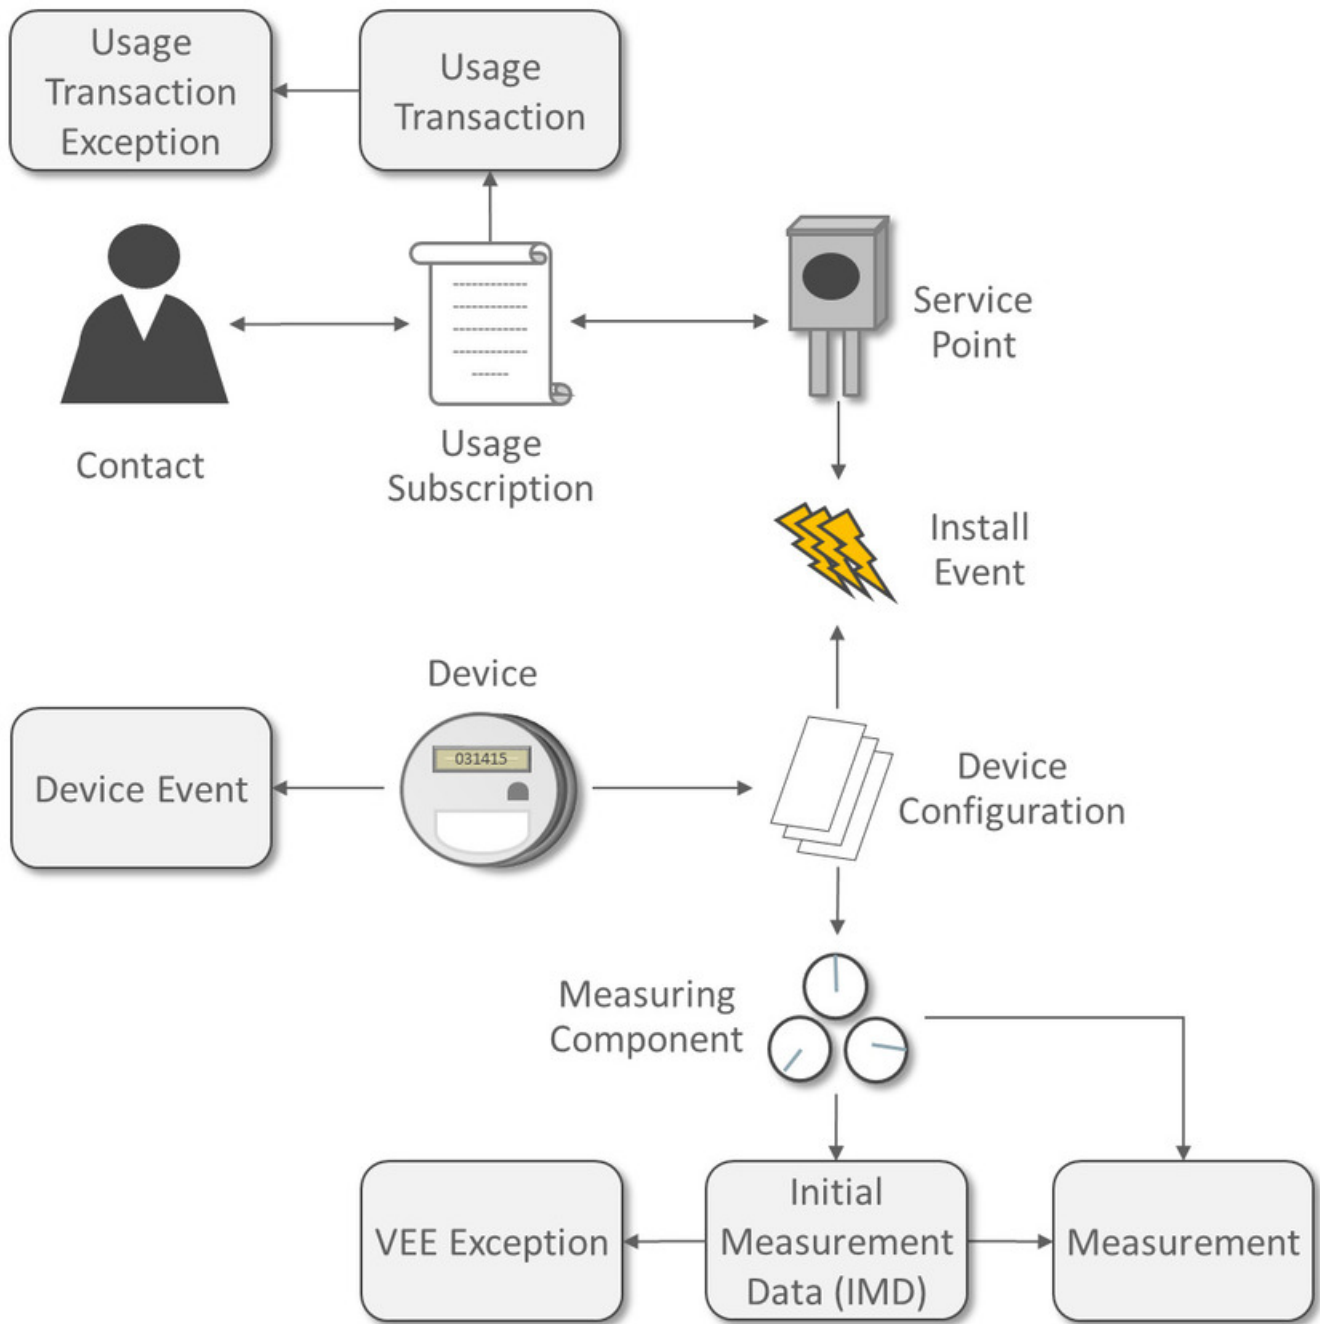 Usage
Transaction
Exception
Usage
Transaction
Service
Point
Contact
Usage
Subscription
Install
Event
Device
031415
Device Event
Device
Configuration
Measuring
Component
VEE Exception
Initial
Measurement
Data (IMD)
Measurement